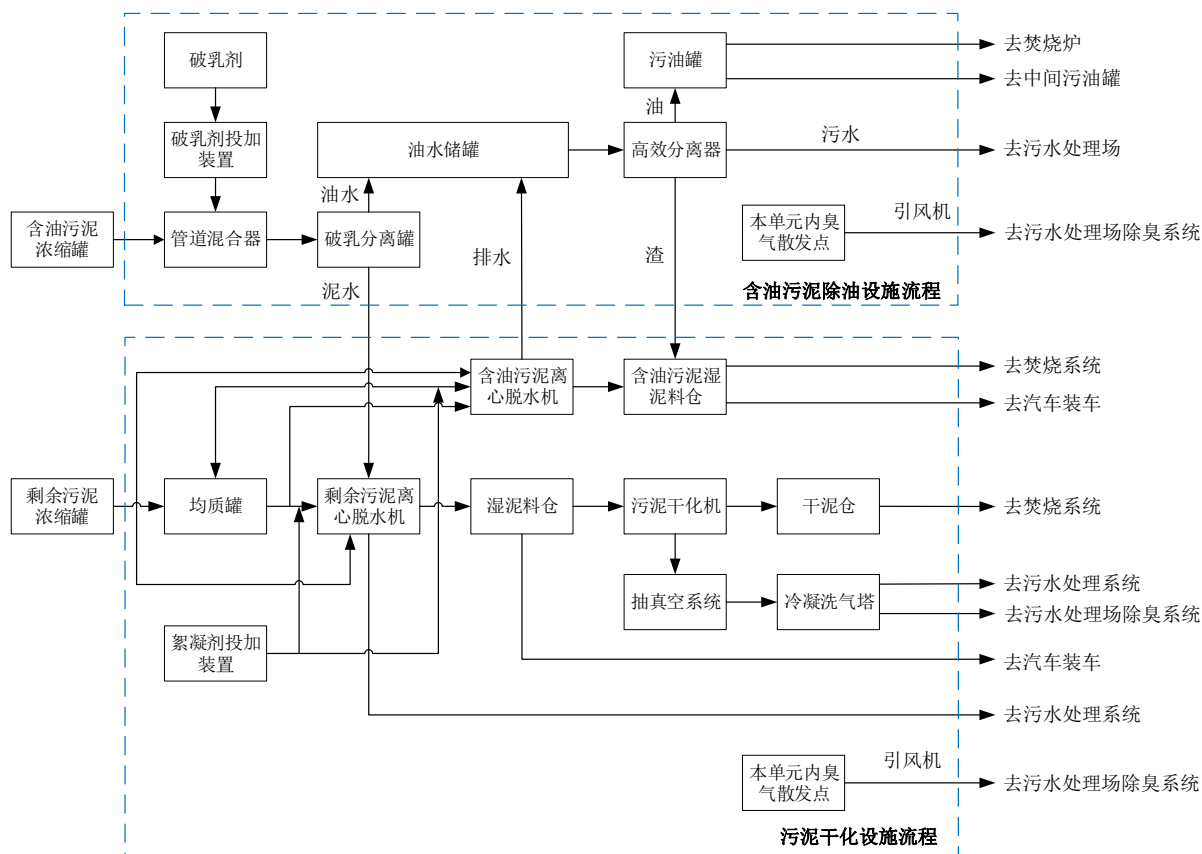 破乳剂
污油罐
去焚烧炉
去中间污油罐
油
破乳剂投加
装置
油水储罐
高效分离器
污水
去污水处理场
油水
含油污泥
浓缩罐
管道混合器
破乳分离罐
排水
渣
本单元内臭
气散发点
引风机
去污水处理场除臭系统
泥水
含油污泥除油设施流程
含油污泥离
心脱水机
含油污泥湿
泥料仓
去焚烧系统
去汽车装车
剩余污泥
浓缩罐
均质罐
剩余污泥离
心脱水机
湿泥料仓
污泥干化机
干泥仓
去焚烧系统
抽真空系统
冷凝洗气塔
去污水处理系统
去污水处理场除臭系统
絮凝剂投加
装置
去汽车装车
去污水处理系统
本单元内臭
气散发点
引风机
去污水处理场除臭系统
污泥干化设施流程